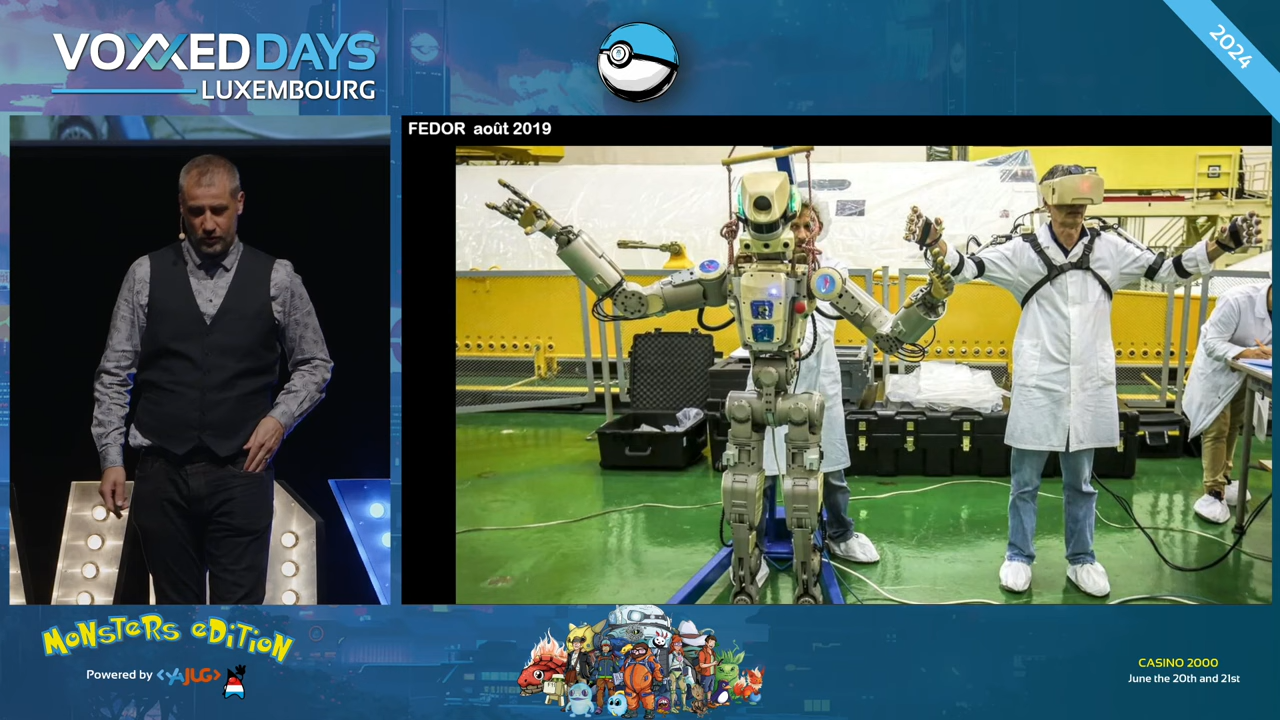 VOXXEDDAYS
LUXEMBOURG
2024
FEDOR août 2019
MONSTERS EDITION
Powered by <YAJUG>
CASINO 2000
June the 20th and 21st